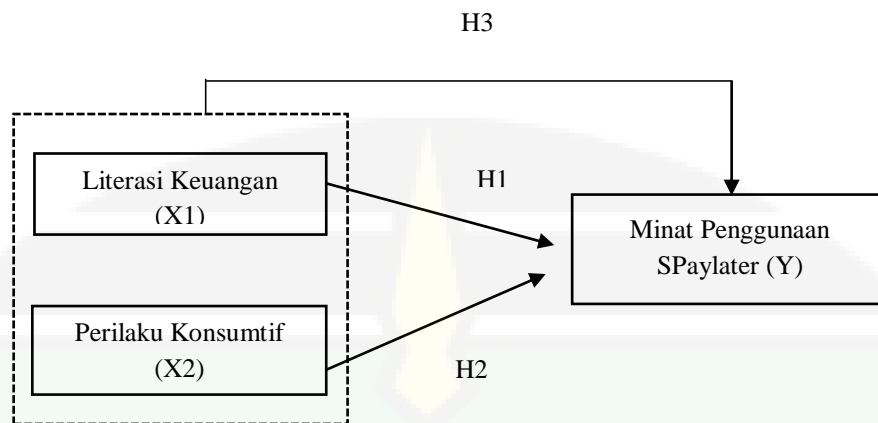 H3
Literasi Keuangan
(X1)
H1
Minat Penggunaan
SPaylater (Y)
Perilaku Konsumtif
(X2)
H2